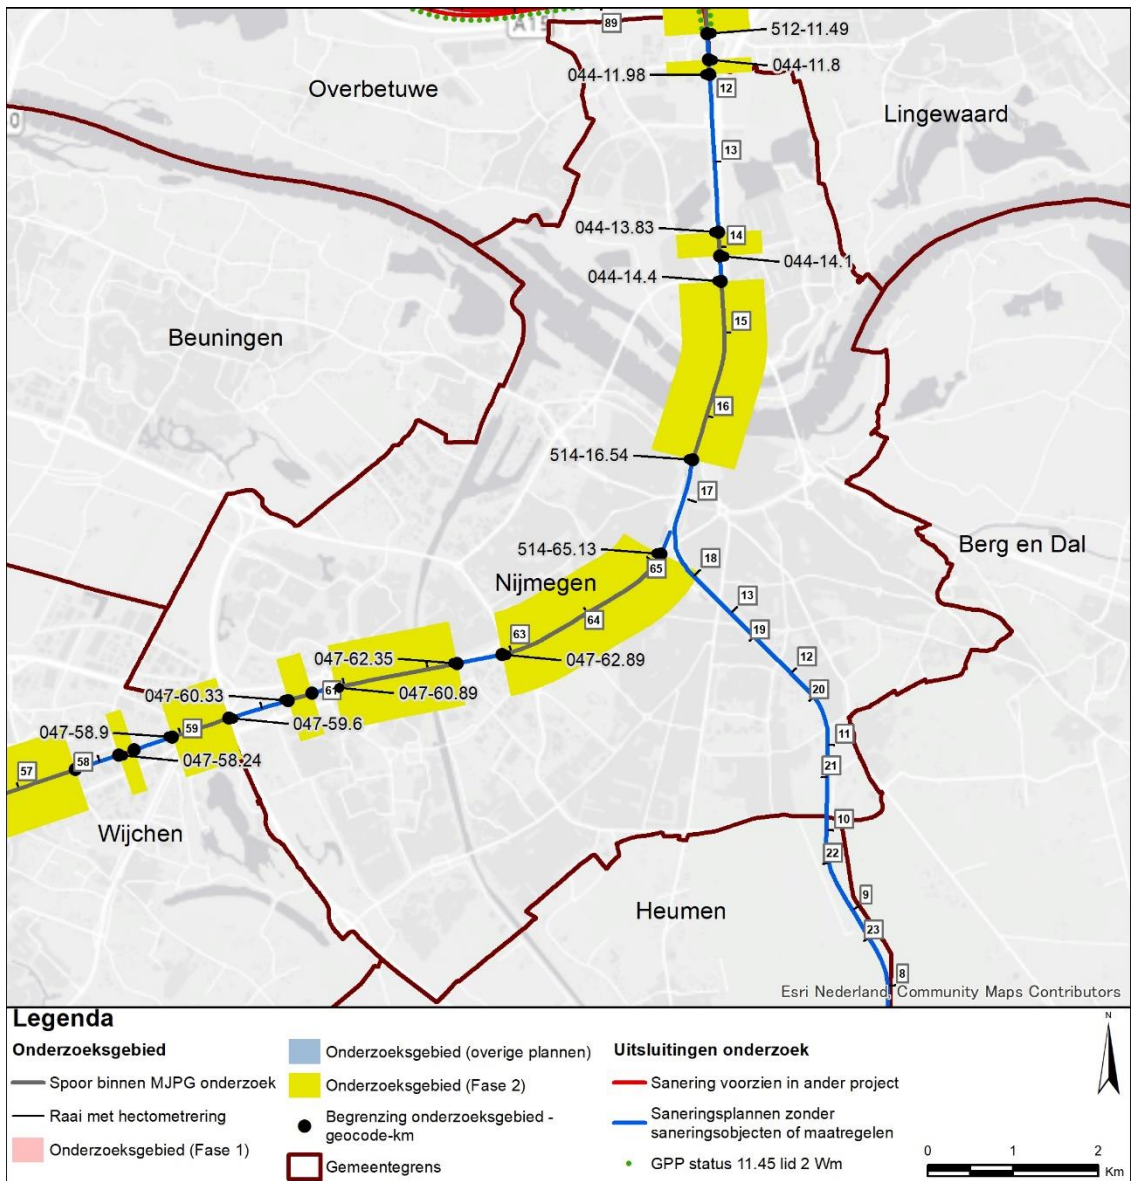 A15
89
512-11.49
044-11.8
044-11.98
12
Overbetuwe
Lingewaard
13
044-13.83
14
044-14.1
044-14.4
15
Beuningen
16
514-16.54
17
514-65.13
Berg en Dal
65
18
Nijmegen
13
64
19
63
047-62.35
047-62.89
12
61
047-60.89
20
047-60.33
047-59.6
59
047-58.9
11
58
047-58.24
57
21
10
Wijchen
22
Heumen
9
23
8
Esri Nederland, Community Maps Contributors
Legenda
Onderzoeksgebied
Spoor binnen MJPG onderzoek
Raai met hectometrering
Onderzoeksgebied (Fase 1)
Onderzoeksgebied (overige plannen)
Onderzoeksgebied (Fase 2)
Begrenzing onderzoeksgebied -
geocode-km
Gemeentegrens
Uitsluitingen onderzoek
Sanering voorzien in ander project
Saneringsplannen zonder
saneringsobjecten of maatregelen
GPP status 11.45 lid 2 Wm
N
0 1 2
Km